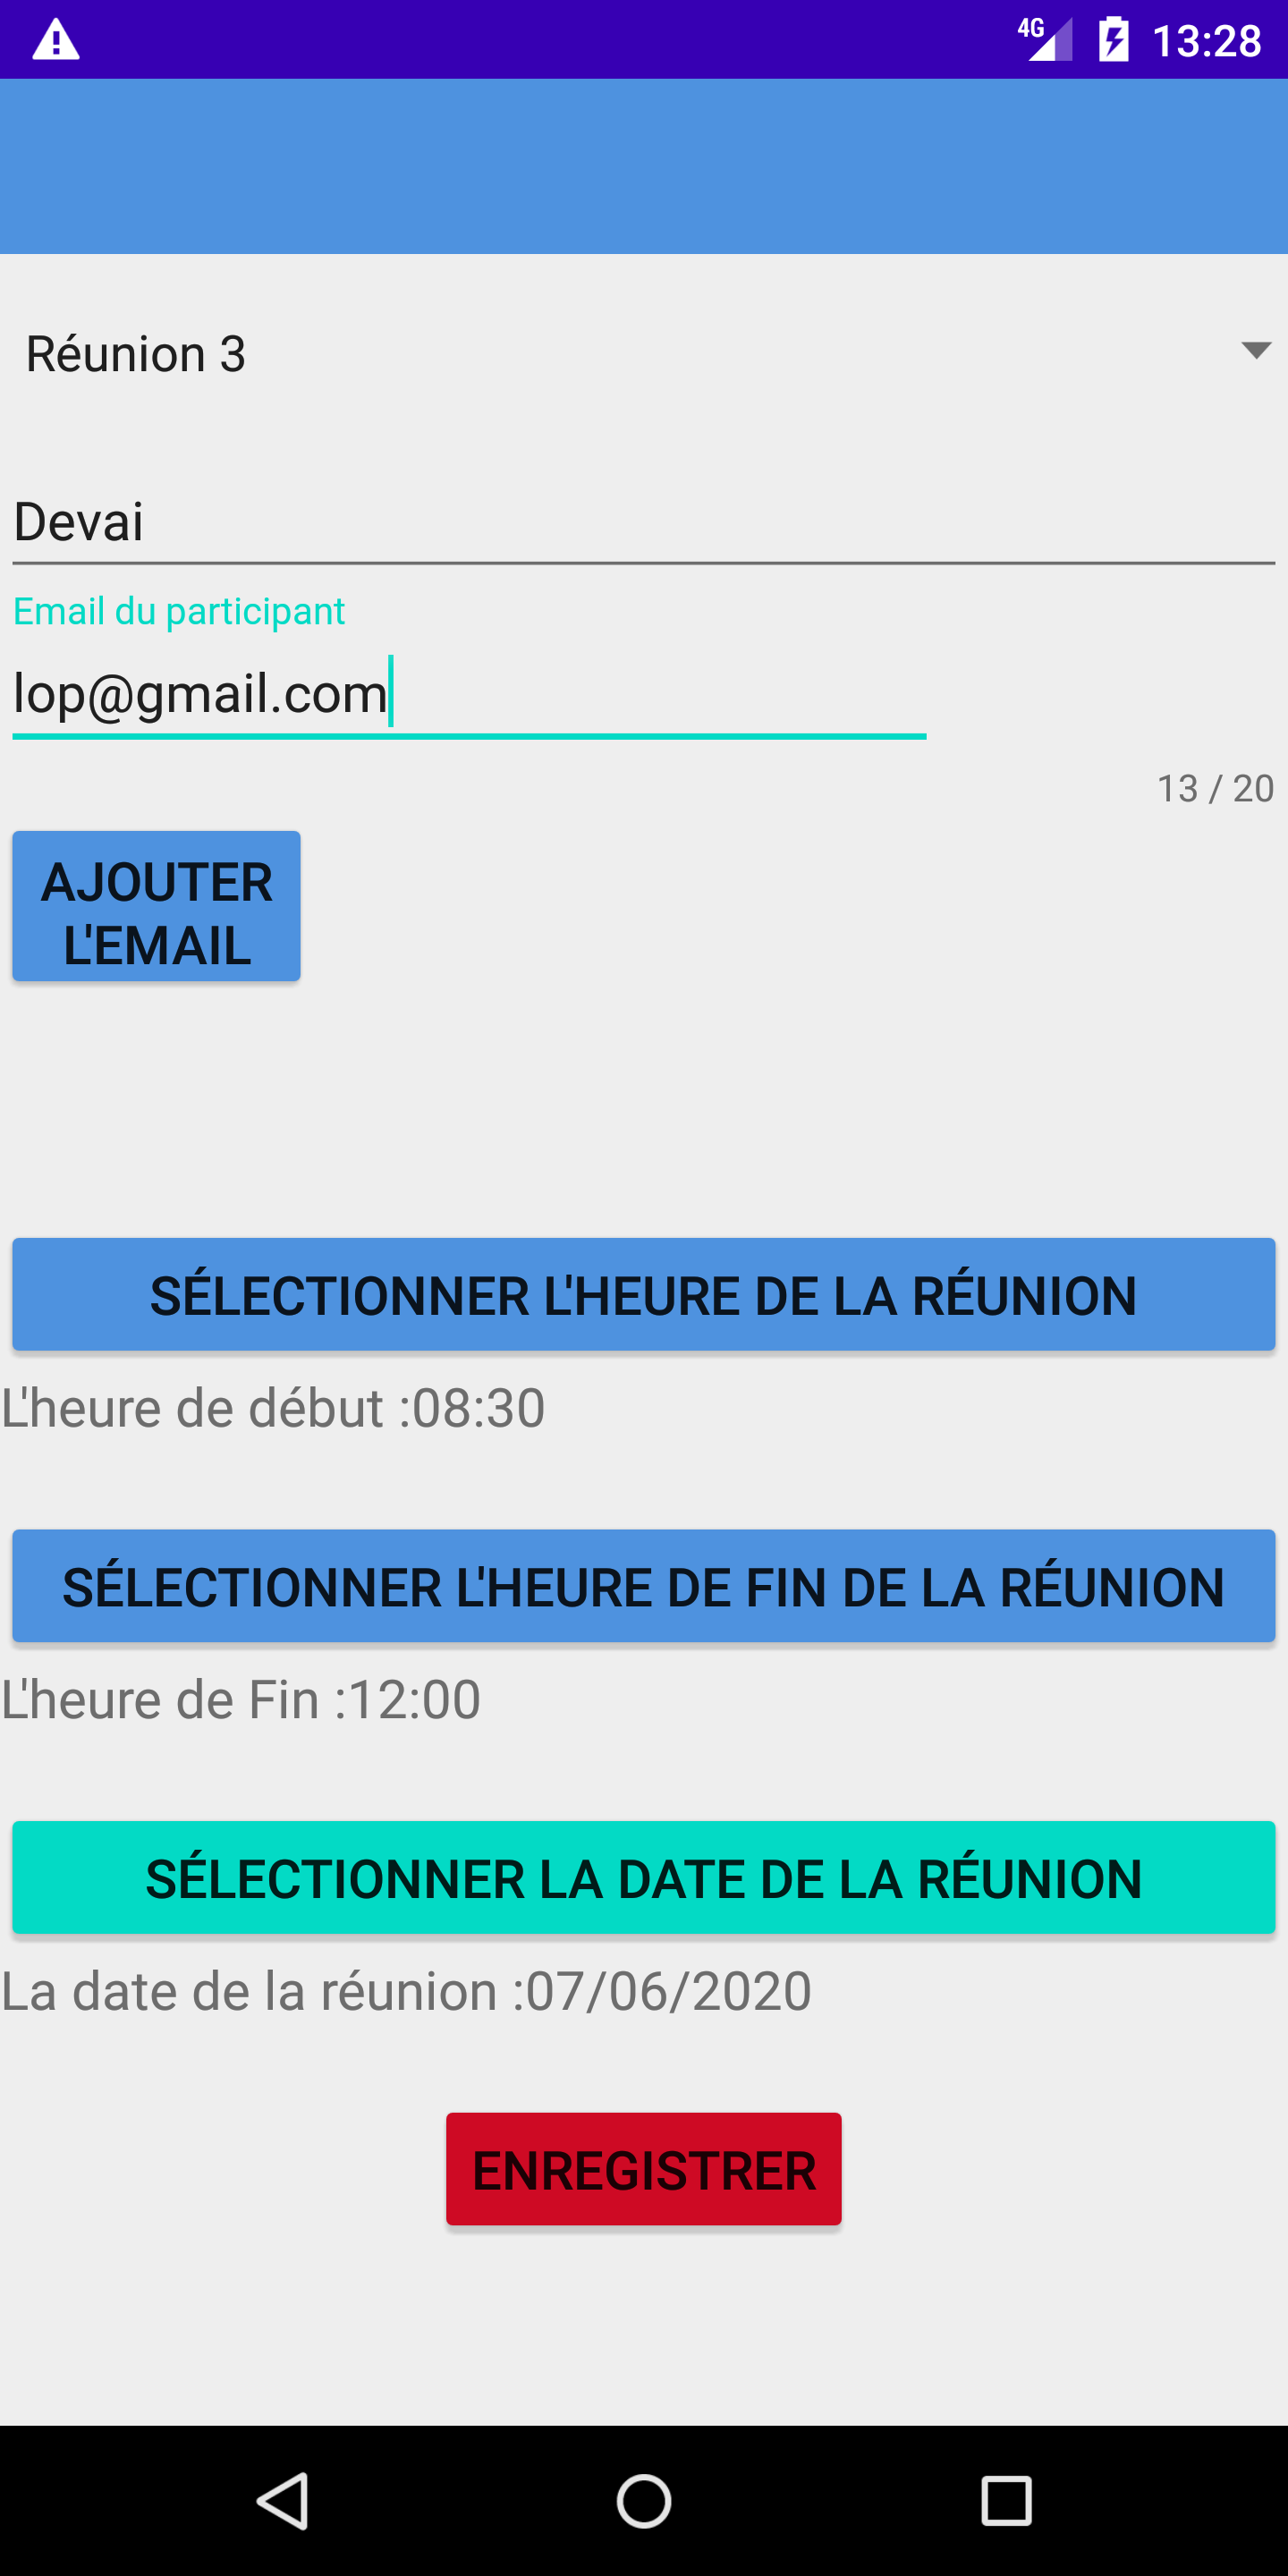 4G 13:28
Réunion 3
Devai
Email du participant
lop@gmail.com
13 / 20
AJOUTER
L'EMAIL
SÉLECTIONNER L'HEURE DE LA RÉUNION
L'heure de début :08:30
SÉLECTIONNER L'HEURE DE FIN DE LA RÉUNION
L'heure de Fin :12:00
SÉLECTIONNER LA DATE DE LA RÉUNION
La date de la réunion :07/06/2020
ENREGISTRER